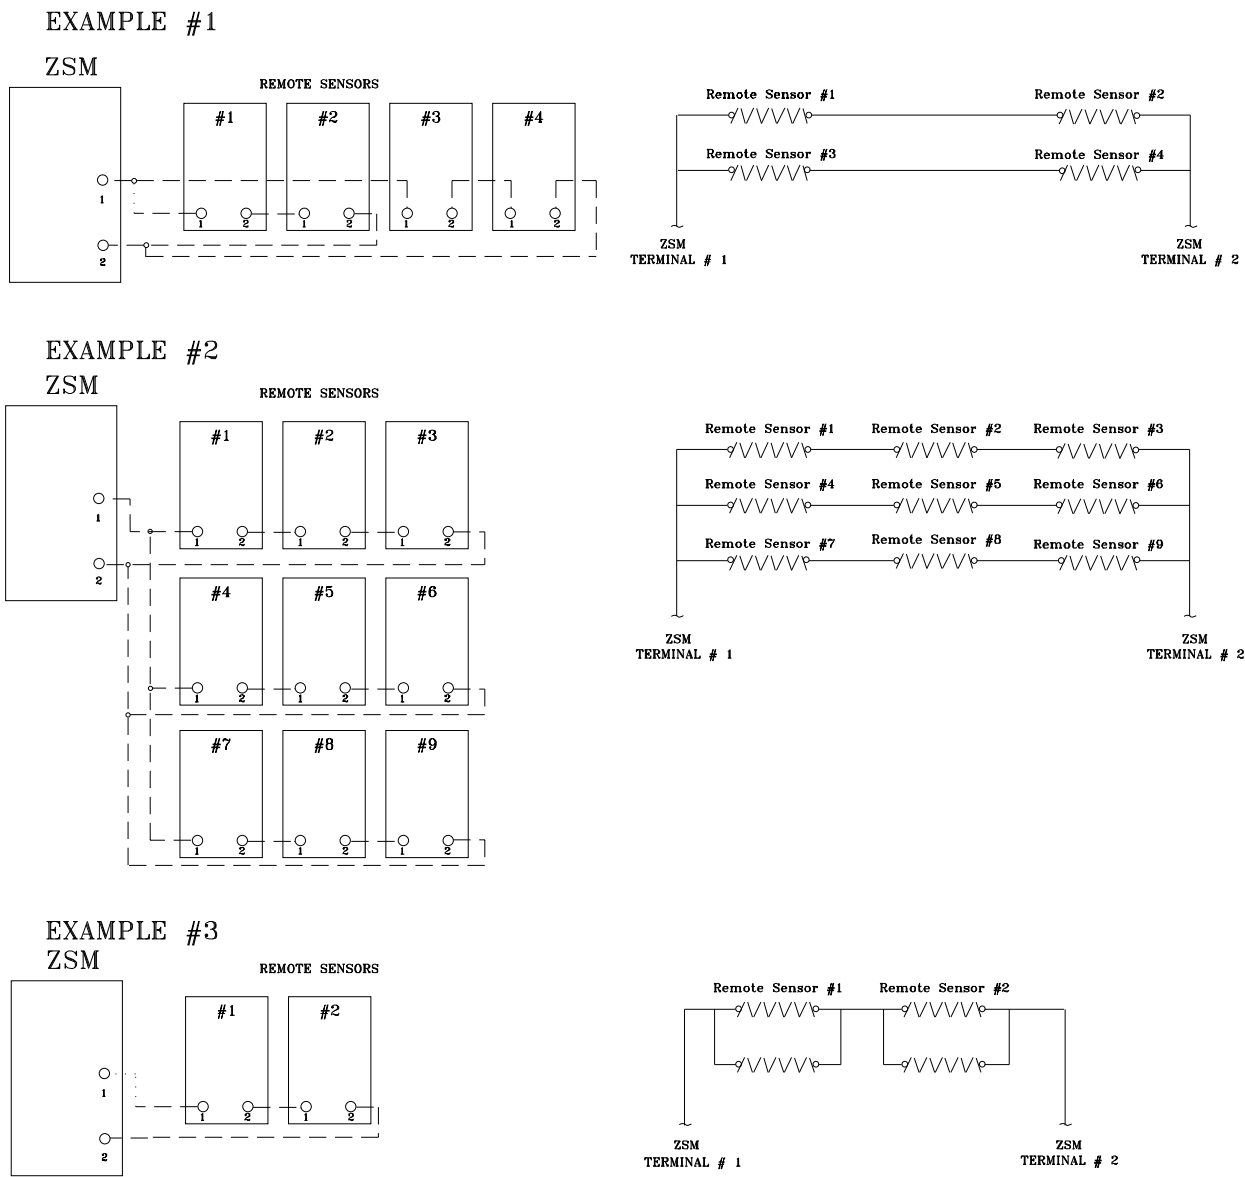 EXAMPLE #1
ZSM
REMOTE SENSORS
#1 #2 #3 #4
1
1 2 1 2 1 2 1 2
2
Remote Sensor #1 Remote Sensor #2
Remote Sensor #3 Remote Sensor #4
ZSM ZSM
TERMINAL # 1 TERMINAL # 2
EXAMPLE #2
ZSM
REMOTE SENSORS
#1 #2 #3
1
1 2 1 2 1 2
2
#4 #5 #6
1 2 1 2 1 2
#7 #8 #9
1 2 1 2 1 2
Remote Sensor #1 Remote Sensor #2 Remote Sensor #3
Remote Sensor #4 Remote Sensor #5 Remote Sensor #6
Remote Sensor #7 Remote Sensor #8 Remote Sensor #9
ZSM ZSM
TERMINAL # 1 TERMINAL # 2
EXAMPLE #3
ZSM
REMOTE SENSORS
#1 #2
1
1 2 1 2
2
Remote Sensor #1 Remote Sensor #2
ZSM ZSM
TERMINAL # 1 TERMINAL # 2